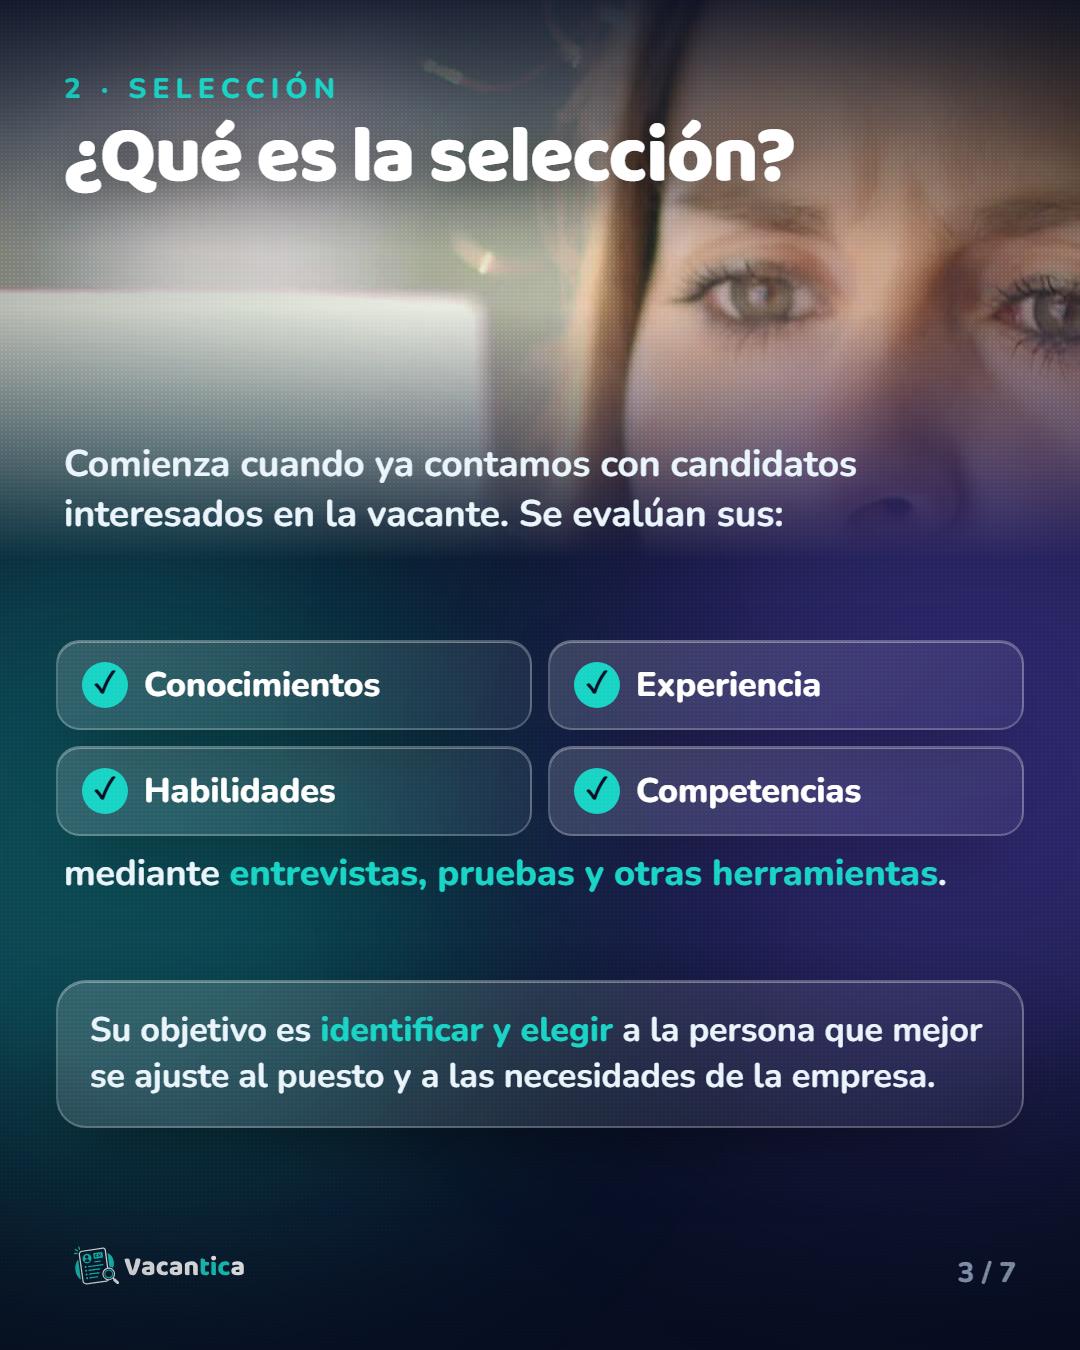 2 · SELECCIÓN
¿Qué es la selección?
Comienza cuando ya contamos con candidatos
interesados en la vacante. Se evalúan sus:
✓ Conocimientos
✓ Experiencia
✓ Habilidades
✓ Competencias
mediante entrevistas, pruebas y otras herramientas.
Su objetivo es identificar y elegir a la persona que mejor
se ajuste al puesto y a las necesidades de la empresa.
Vacantica
3 / 7